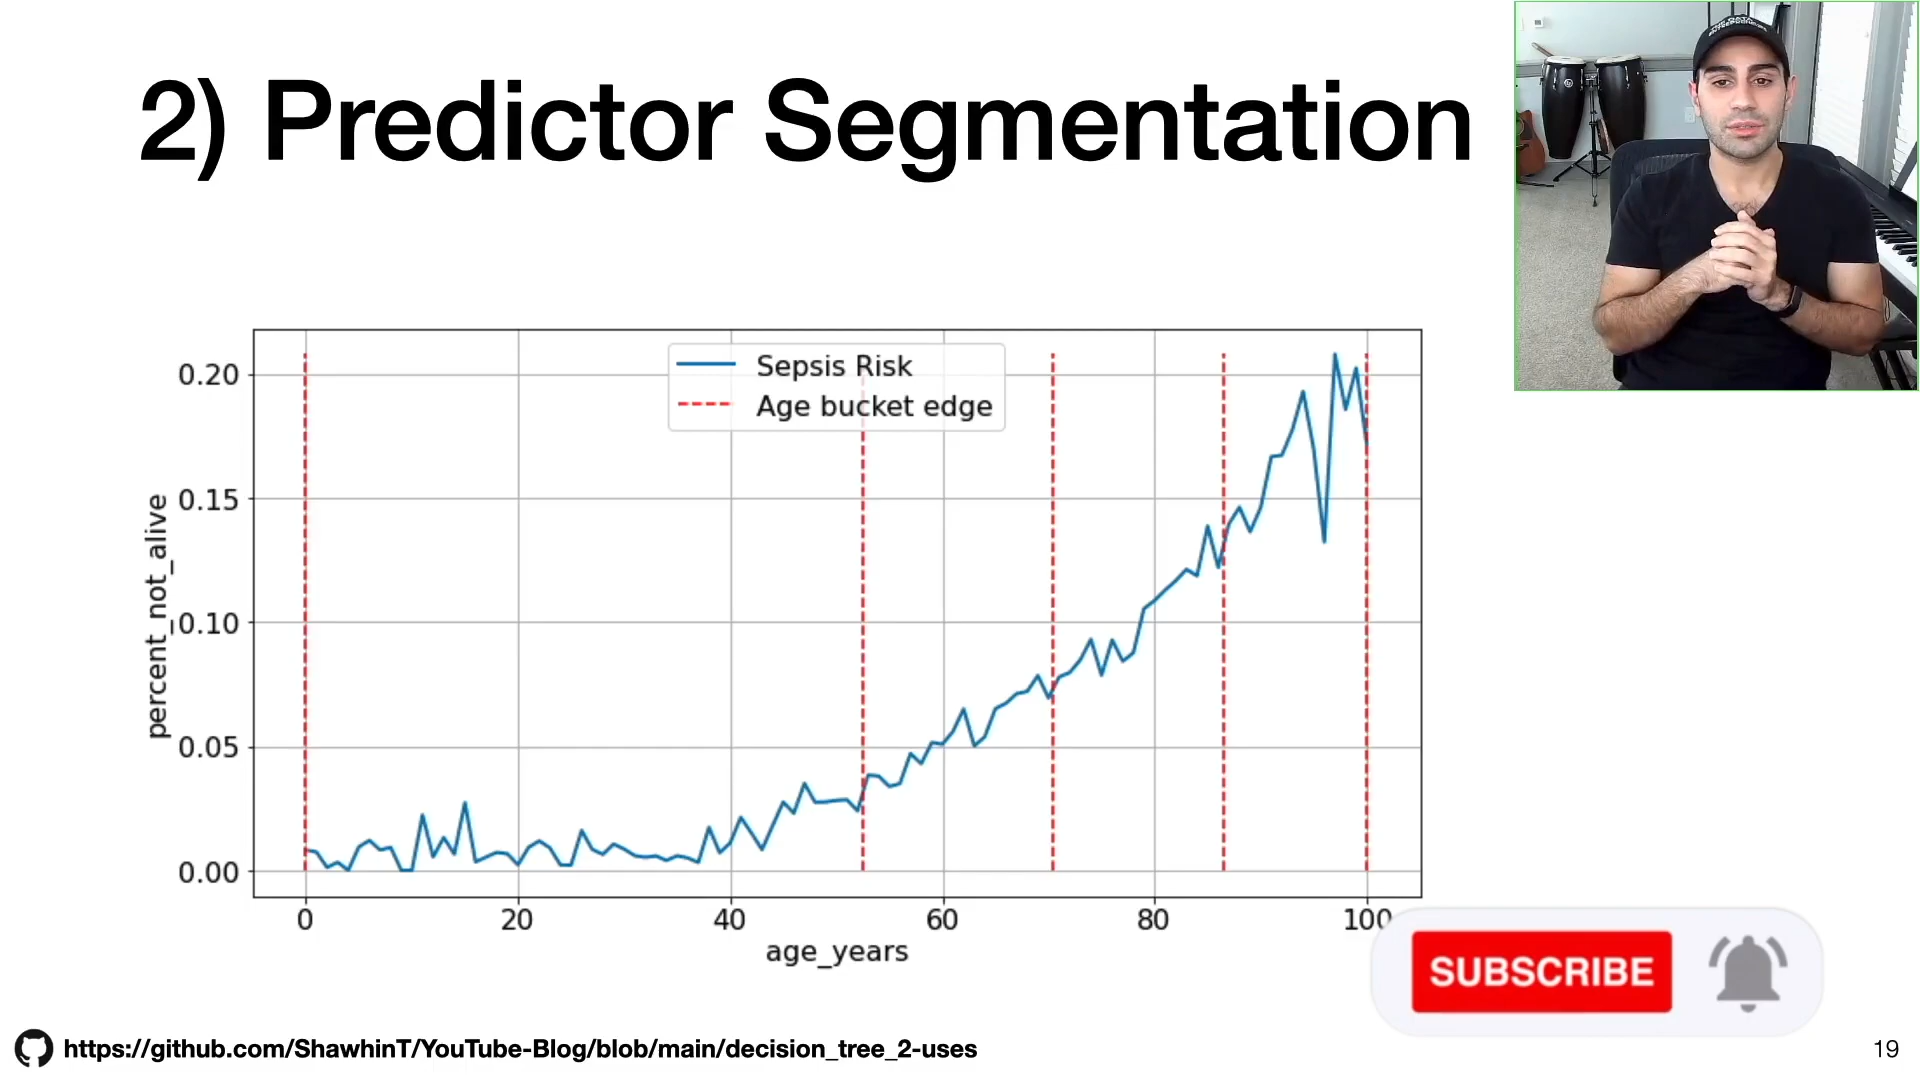 2) Predictor Segmentation
Sepsis Risk
Age bucket edge
percent_not_alive
0.20
0.15
0.10
0.05
0.00
0
20
40
60
80
100
age_years
SUBSCRIBE
https://github.com/ShawhinT/YouTube-Blog/blob/main/decision_tree_2-uses
19